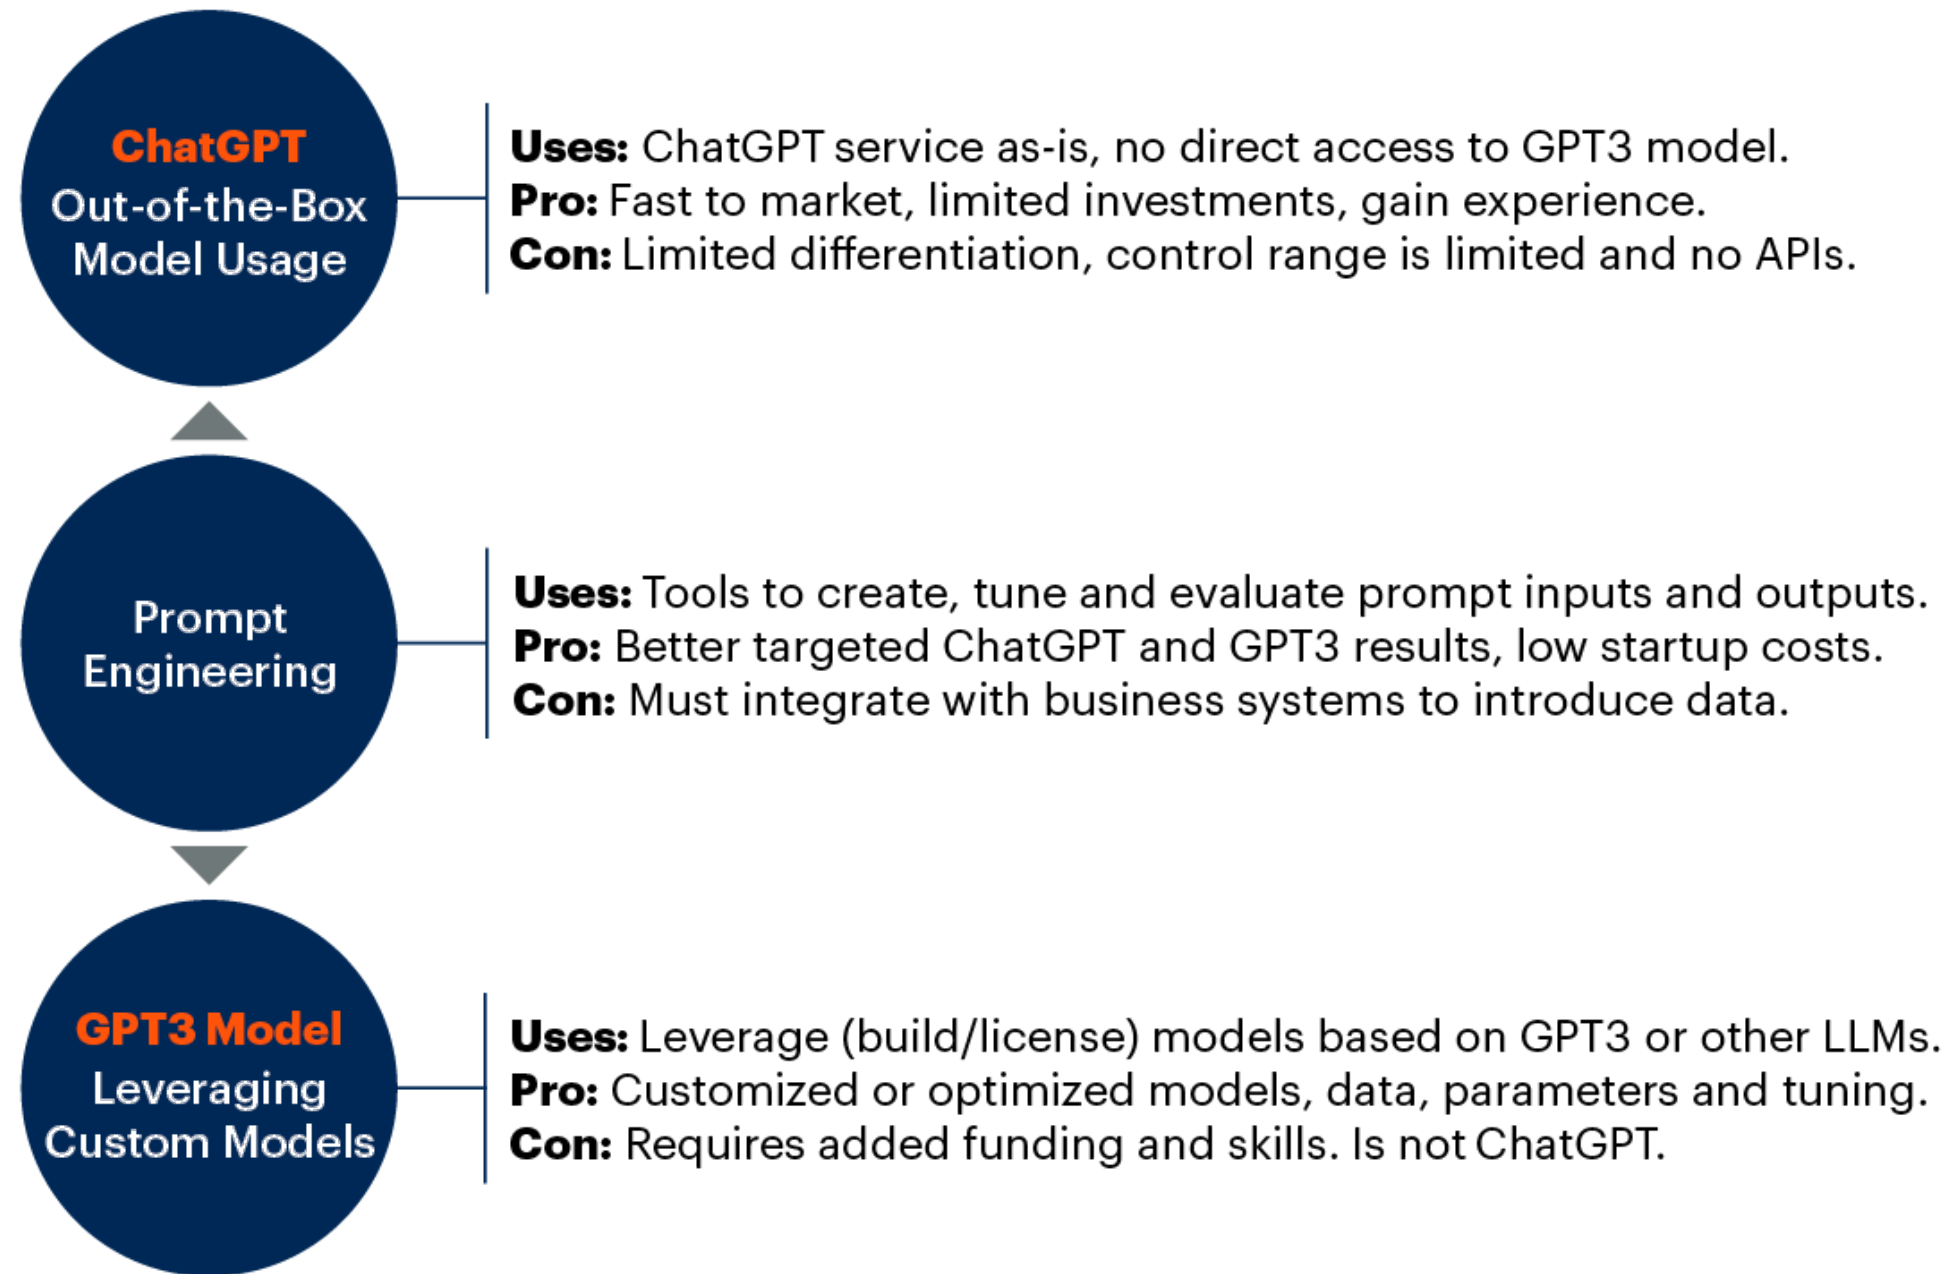 ChatGPT
Out-of-the-Box
Model Usage
Uses: ChatGPT service as-is, no direct access to GPT3 model.
Pro: Fast to market, limited investments, gain experience.
Con: Limited differentiation, control range is limited and no APIs.
Prompt
Engineering
Uses: Tools to create, tune and evaluate prompt inputs and outputs.
Pro: Better targeted ChatGPT and GPT3 results, low startup costs.
Con: Must integrate with business systems to introduce data.
GPT3 Model
Leveraging
Custom Models
Uses: Leverage (build/license) models based on GPT3 or other LLMs.
Pro: Customized or optimized models, data, parameters and tuning.
Con: Requires added funding and skills. Is not ChatGPT.